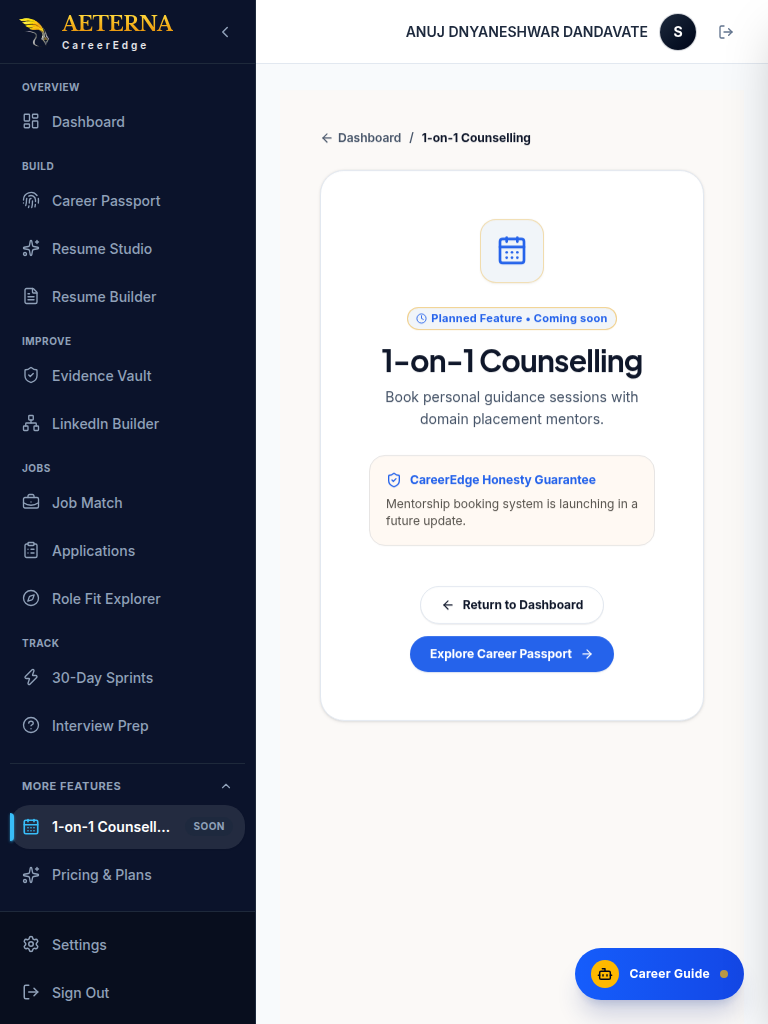 AETERNA
CareerEdge
ANUJ DNYANESHWAR DANDAVATE
S
OVERVIEW
Dashboard
BUILD
Career Passport
Resume Studio
Resume Builder
IMPROVE
Evidence Vault
LinkedIn Builder
JOBS
Job Match
Applications
Role Fit Explorer
TRACK
30-Day Sprints
Interview Prep
MORE FEATURES
1-on-1 Counsell... SOON
Pricing & Plans
Settings
Sign Out
Dashboard / 1-on-1 Counselling
Planned Feature • Coming soon
1-on-1 Counselling
Book personal guidance sessions with
domain placement mentors.
CareerEdge Honesty Guarantee
Mentorship booking system is launching in a
future update.
Return to Dashboard
Explore Career Passport
Career Guide